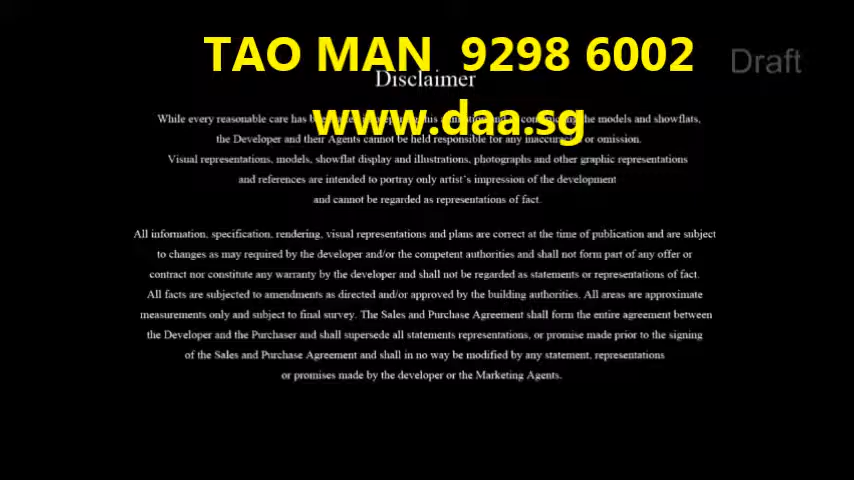 TAO MAN 9298 6002
Draft
Disclaimer
www.daa.sg
While every reasonable care has the models and showflats,
the Developer and their Agents cannot be held responsible for any or omission.
Visual representations, models, showflat display and illustrations, photographs and other graphic representations
and references are intended to portray only artist's impression of the development
and cannot be regarded as representations of fact.
All information, specification, rendering, visual representations and plans are correct at the time of publication and are subject
to changes as may required by the developer and/or the competent authorities and shall not form part of any offer or
contract nor constitute any warranty by the developer and shall not be regarded as statements or representations of fact.
All facts are subjected to amendments as directed and/or approved by the building authorities. All areas are approximate
measurements only and subject to final survey. The Sales and Purchase Agreement shall form the entire agreement between
the Developer and the Purchaser and shall supersede all statements representations, or promise made prior to the signing
of the Sales and Purchase Agreement and shall in no way be modified by any statement, representations
or promises made by the developer or the Marketing Agents.